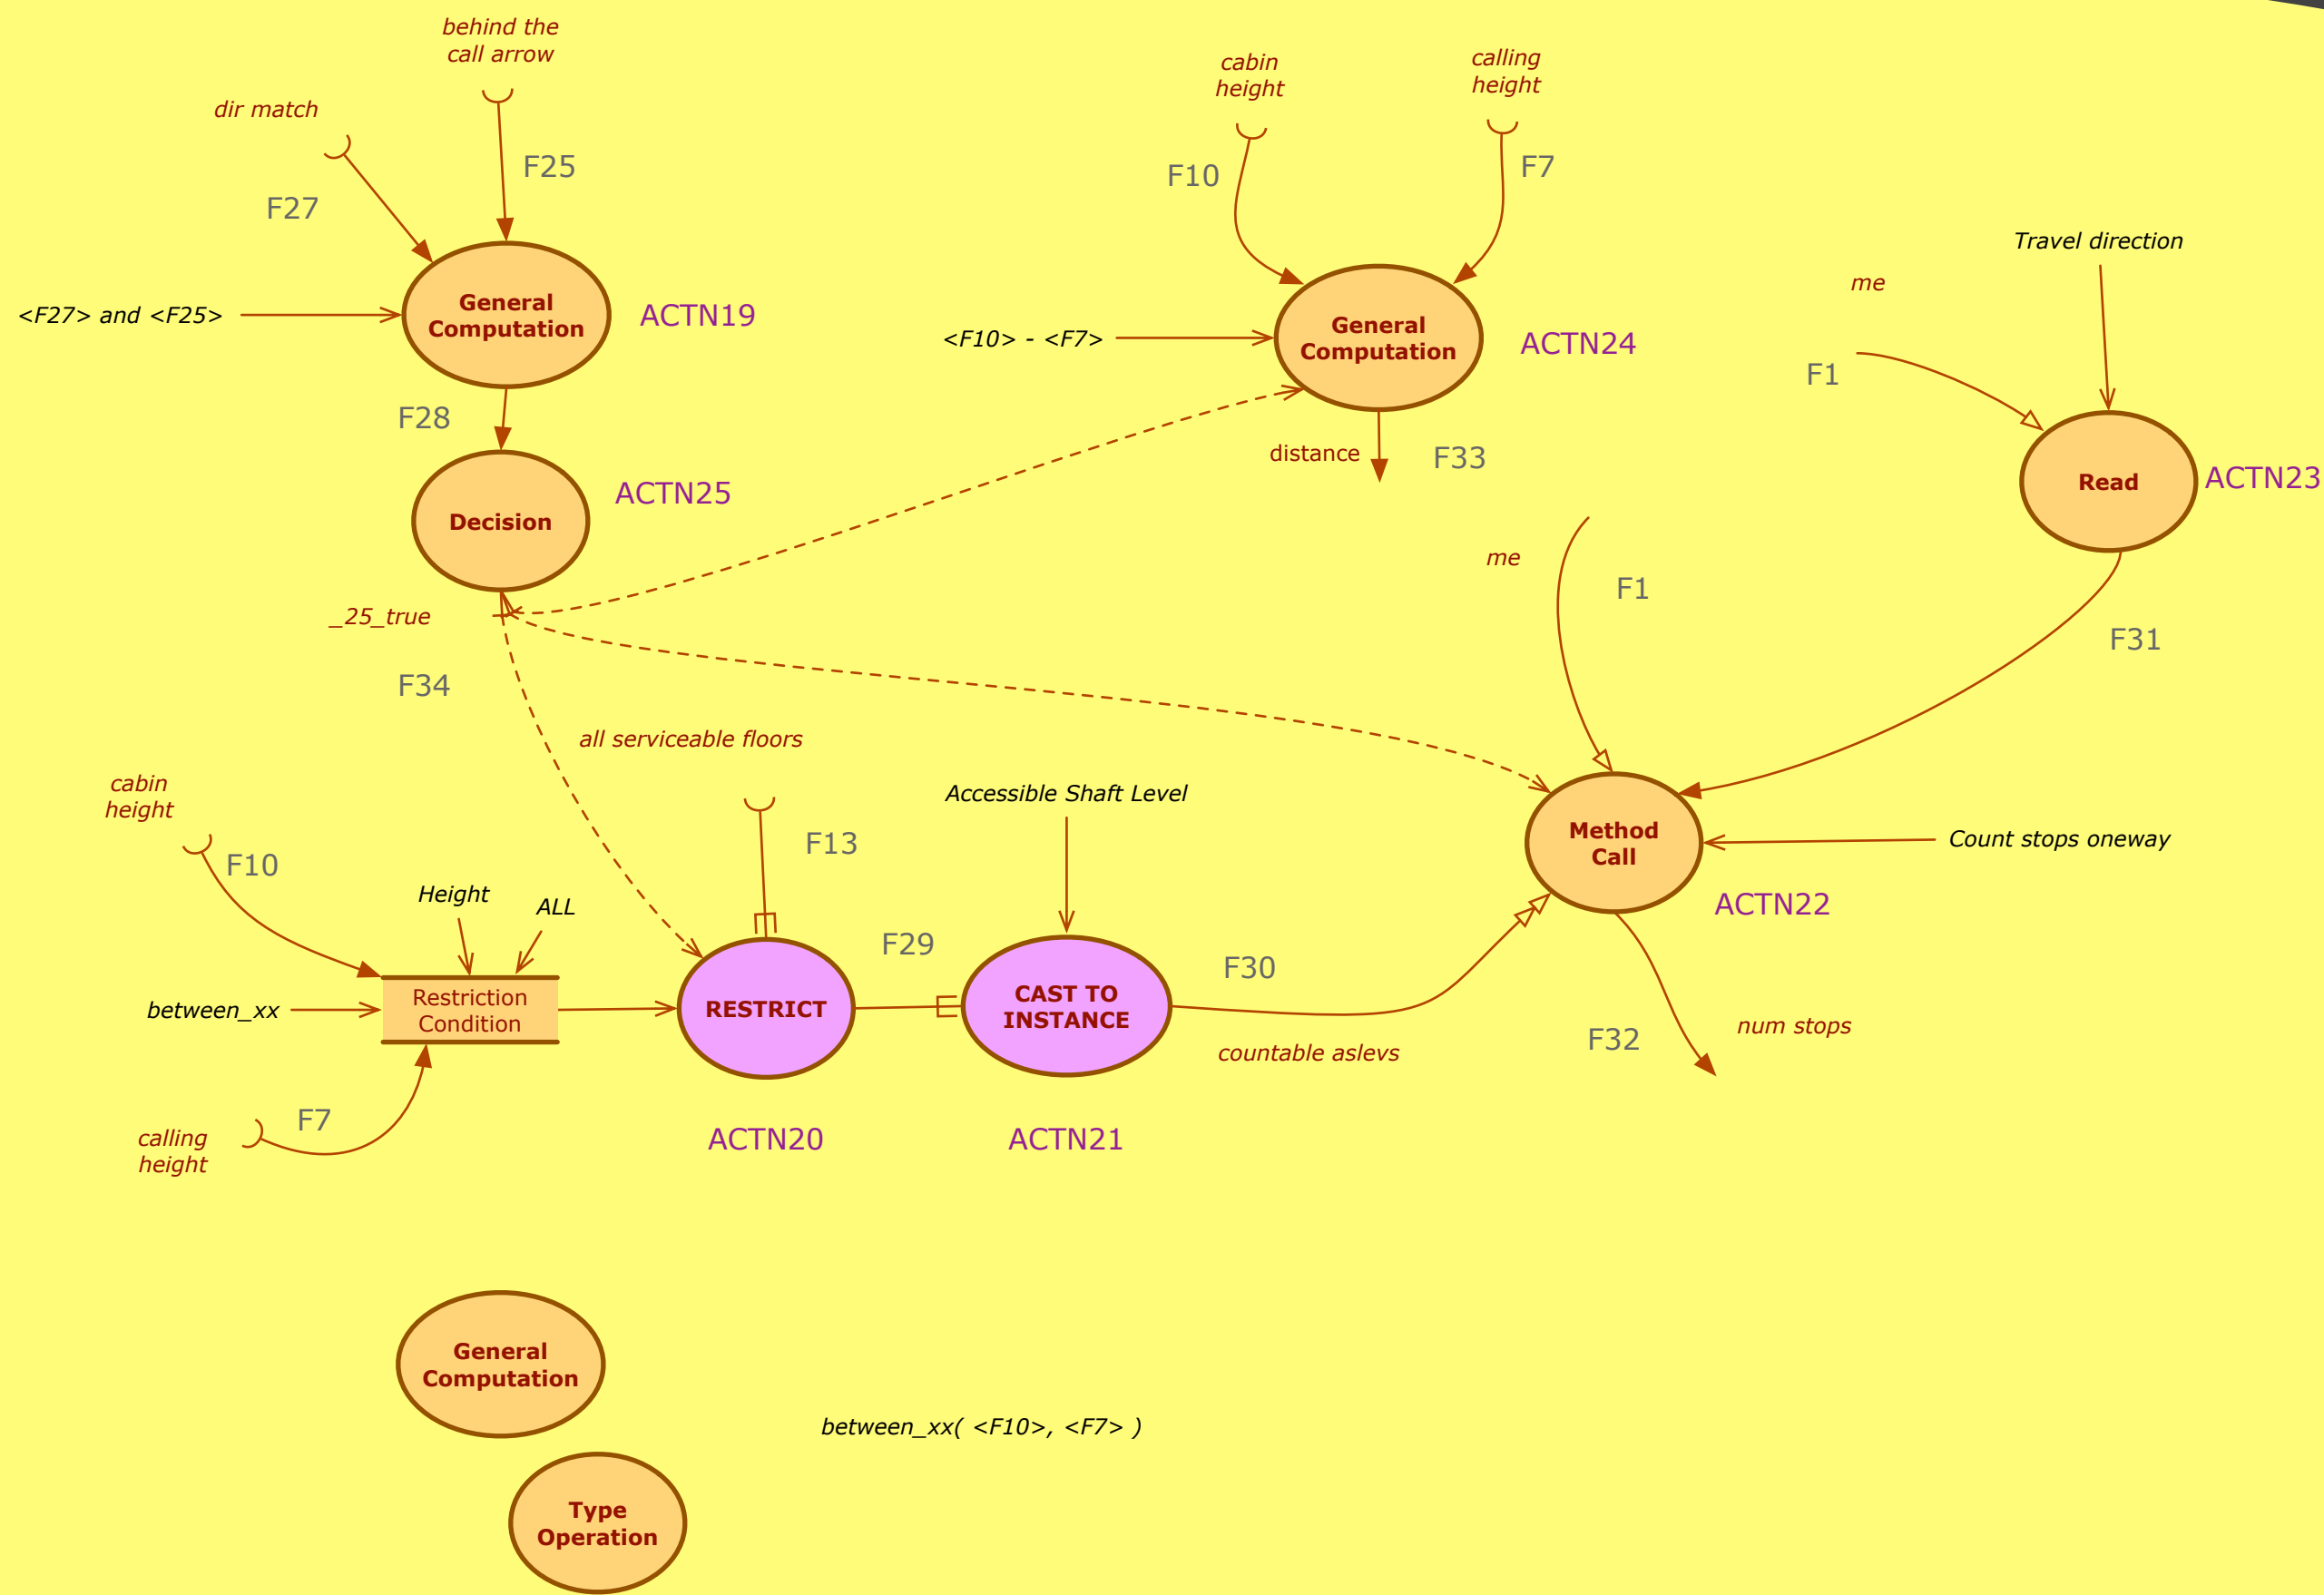 behind the
call arrow
dir match
F25
F27
<F27> and <F25>
General
Computation
ACTN19
F28
Decision
ACTN25
_25_true
F34
cabin
height
calling
height
F10
F7
<F10> - <F7>
General
Computation
ACTN24
distance
F33
Travel direction
me
F1
Read
ACTN23
me
F1
F31
all serviceable floors
cabin
height
F10
Height
ALL
between_xx
Restriction
Condition
calling
height
F7
F13
RESTRICT
ACTN20
F29
Accessible Shaft Level
CAST TO
INSTANCE
ACTN21
F30
countable aslevs
Method
Call
Count stops oneway
ACTN22
F32
num stops
General
Computation
between_xx( <F10>, <F7> )
Type
Operation